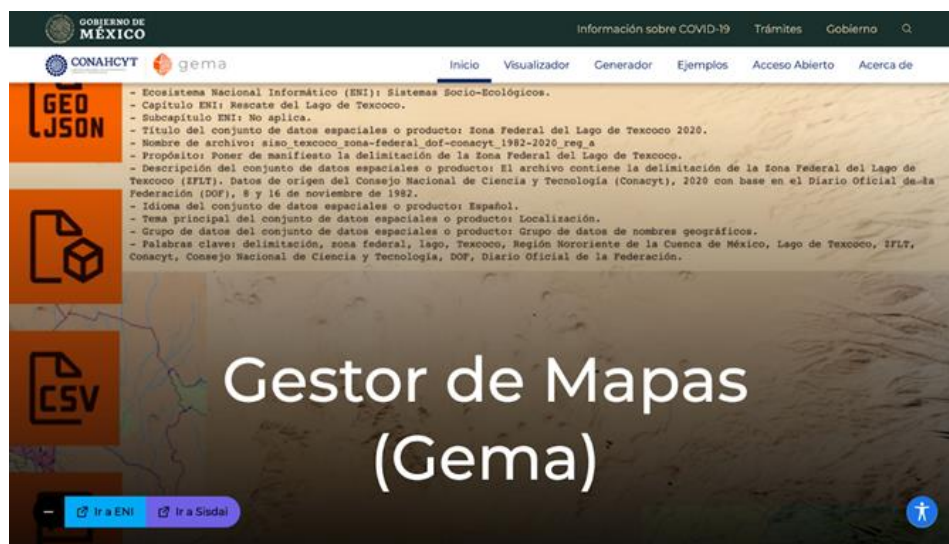 GOBIERNO DE
MÉXICO
Información sobre COVID-19 Trámites Gobierno
CONAHCYT gema
Inicio Visualizador Generador Ejemplos Acceso Abierto Acerca de
GEO
JSON
- Ecosistema Nacional Informático (ENI): Sistemas Socio-Ecológicos.
- Capítulo ENI: Rescate del Lago de Texcoco.
- Subcapítulo ENI: No aplica.
- Título del conjunto de datos espaciales o producto: Zona Federal del Lago de Texcoco 2020.
- Nombre de archivo: siso_texcoco_zona-federal_dof-conacyt_1982-2020_reg_a
- Propósito: Poner de manifiesto la delimitación de la Zona Federal del Lago de Texcoco.
- Descripción del conjunto de datos espaciales o producto: El archivo contiene la delimitación de la Zona Federal del Lago de
Texcoco (ZFLT). Datos de origen del Consejo Nacional de Ciencia y Tecnología (Conacyt), 2020 con base en el Diario Oficial de la
Federación (DOF), 8 y 16 de noviembre de 1982.
- Idioma del conjunto de datos espaciales o producto: Español.
- Tema principal del conjunto de datos espaciales o producto: Localización.
- Grupo de datos del conjunto de datos espaciales o producto: Grupo de datos de nombres geográficos.
- Palabras clave: delimitación, zona federal, lago, Texcoco, Región Nororiente de la Cuenca de México, Lago de Texcoco, ZFLT,
Conacyt, Consejo Nacional de Ciencia y Tecnología, DOF, Diario Oficial de la Federación.
CSV
Gestor de Mapas
(Gema)
Ir a ENI Ir a Sisdai